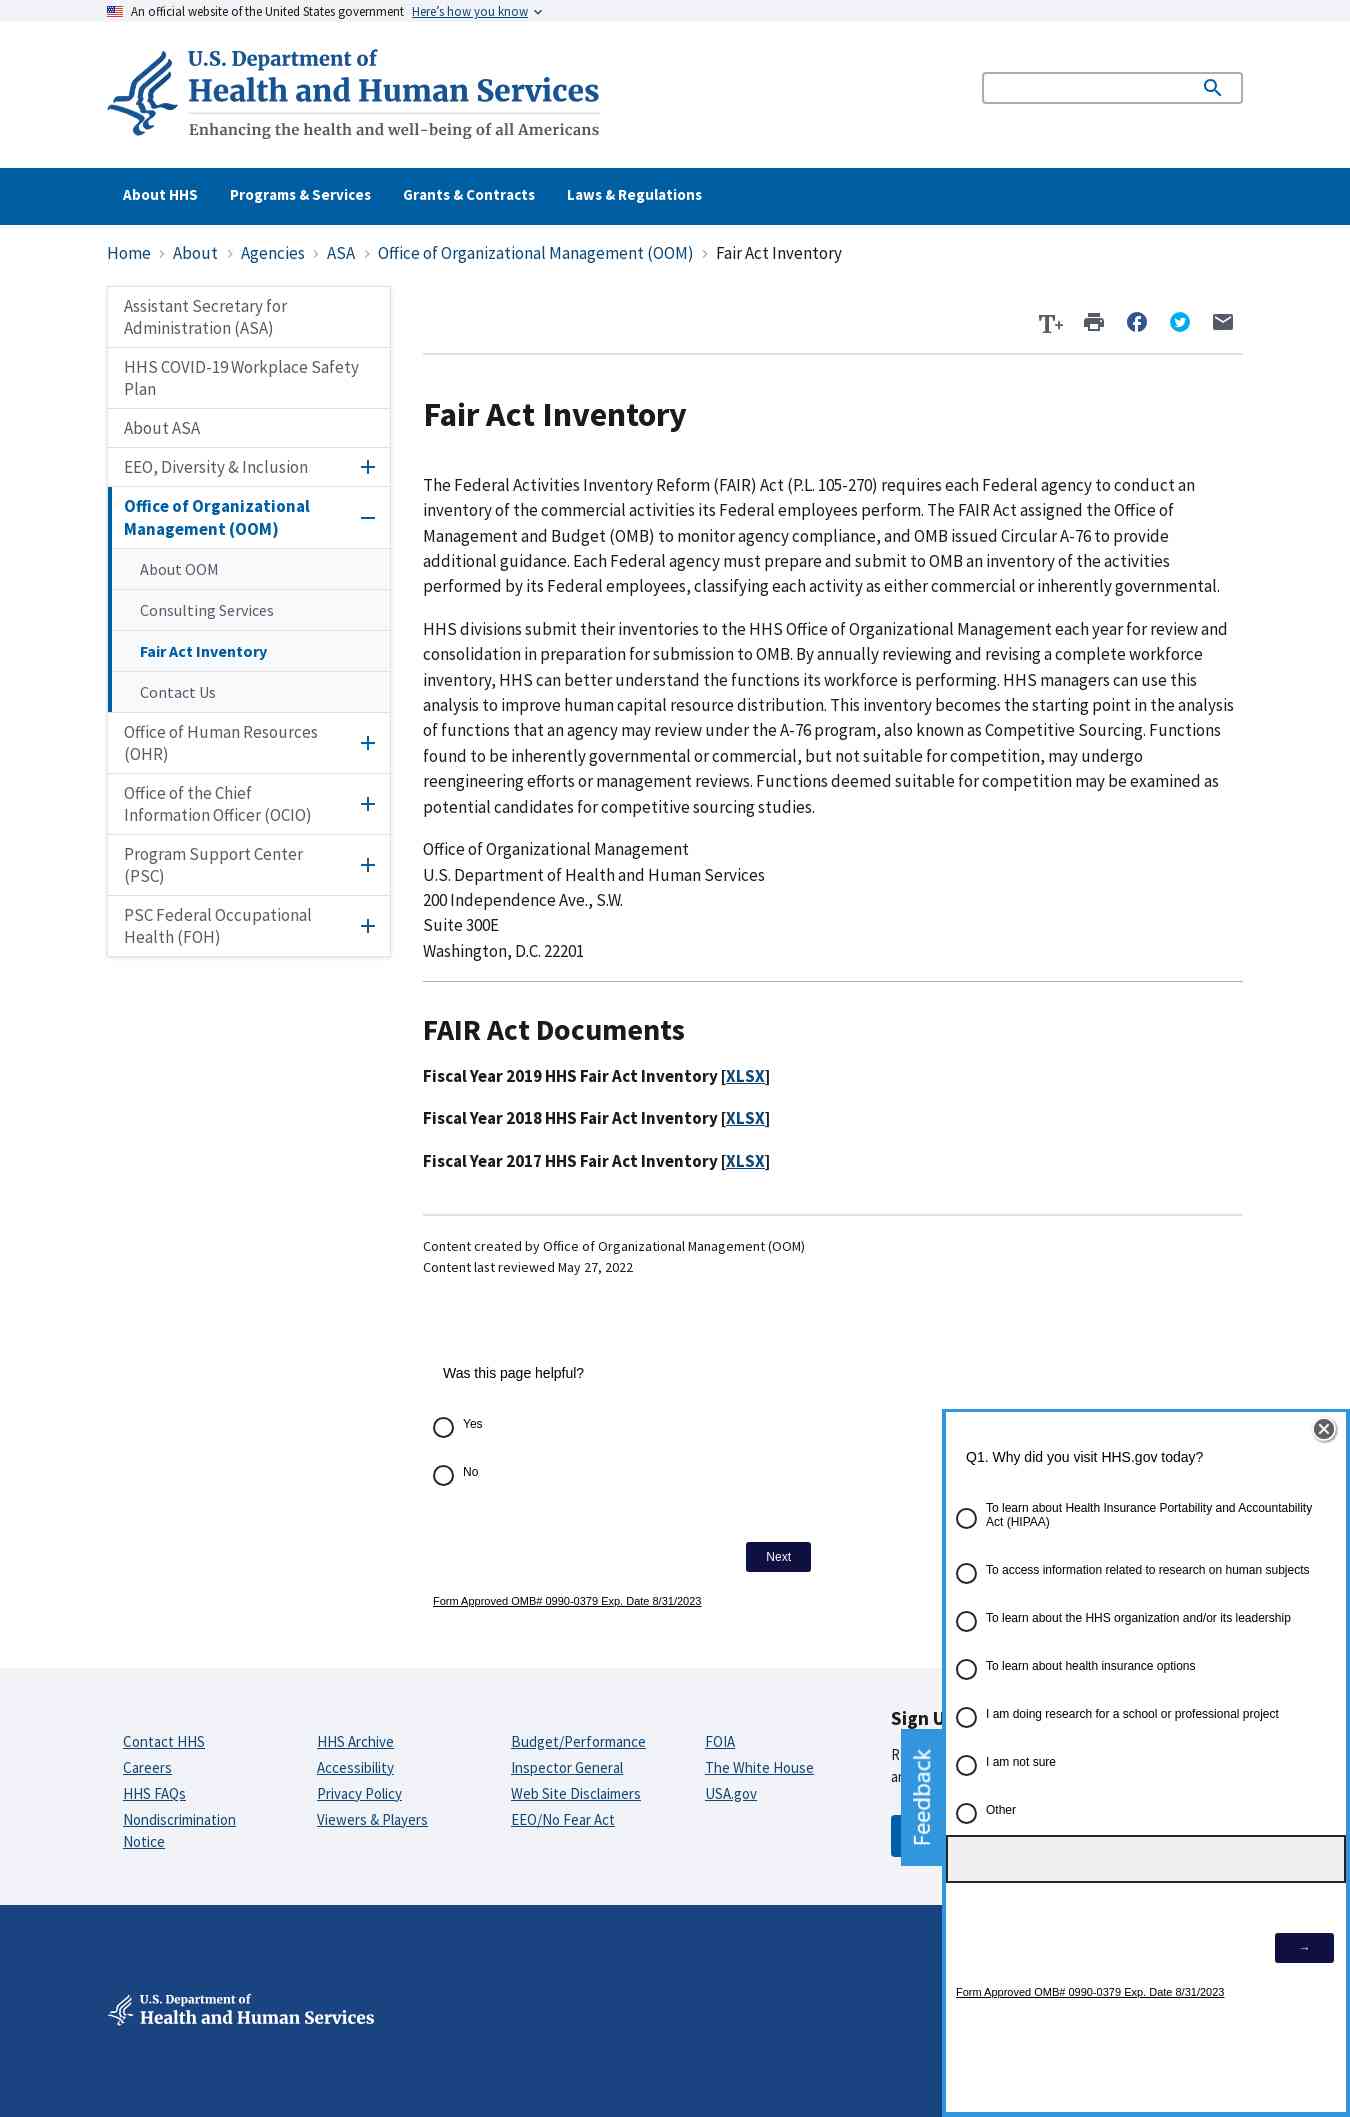 An official website of the United States government Here's how you know
U.S. Department of
Health and Human Services
Enhancing the health and well-being of all Americans
About HHS Programs & Services Grants & Contracts Laws & Regulations
Home > About > Agencies > ASA > Office of Organizational Management (OOM) > Fair Act Inventory
Assistant Secretary for
Administration (ASA)
HHS COVID-19 Workplace Safety
Plan
About ASA
EEO, Diversity & Inclusion
Office of Organizational
Management (OOM)
About OOM
Consulting Services
Fair Act Inventory
Contact Us
Office of Human Resources
(OHR)
Office of the Chief
Information Officer (OCIO)
Program Support Center
(PSC)
PSC Federal Occupational
Health (FOH)
T+
Fair Act Inventory
The Federal Activities Inventory Reform (FAIR) Act (P.L. 105-270) requires each Federal agency to conduct an
inventory of the commercial activities its Federal employees perform. The FAIR Act assigned the Office of
Management and Budget (OMB) to monitor agency compliance, and OMB issued Circular A-76 to provide
additional guidance. Each Federal agency must prepare and submit to OMB an inventory of the activities
performed by its Federal employees, classifying each activity as either commercial or inherently governmental.
HHS divisions submit their inventories to the HHS Office of Organizational Management each year for review and
consolidation in preparation for submission to OMB. By annually reviewing and revising a complete workforce
inventory, HHS can better understand the functions its workforce is performing. HHS managers can use this
analysis to improve human capital resource distribution. This inventory becomes the starting point in the analysis
of functions that an agency may review under the A-76 program, also known as Competitive Sourcing. Functions
found to be inherently governmental or commercial, but not suitable for competition, may undergo
reengineering efforts or management reviews. Functions deemed suitable for competition may be examined as
potential candidates for competitive sourcing studies.
Office of Organizational Management
U.S. Department of Health and Human Services
200 Independence Ave., S.W.
Suite 300E
Washington, D.C. 22201
FAIR Act Documents
Fiscal Year 2019 HHS Fair Act Inventory [XLSX]
Fiscal Year 2018 HHS Fair Act Inventory [XLSX]
Fiscal Year 2017 HHS Fair Act Inventory [XLSX]
Content created by Office of Organizational Management (OOM)
Content last reviewed May 27, 2022
Was this page helpful?
Yes
No
Next
Form Approved OMB# 0990-0379 Exp. Date 8/31/2023
Q1. Why did you visit HHS.gov today?
To learn about Health Insurance Portability and Accountability
Act (HIPAA)
To access information related to research on human subjects
To learn about the HHS organization and/or its leadership
To learn about health insurance options
I am doing research for a school or professional project
I am not sure
Other
→
Form Approved OMB# 0990-0379 Exp. Date 8/31/2023
Feedback
Contact HHS
Careers
HHS FAQs
Nondiscrimination
Notice
HHS Archive
Accessibility
Privacy Policy
Viewers & Players
Budget/Performance
Inspector General
Web Site Disclaimers
EEO/No Fear Act
FOIA
The White House
USA.gov
Sign
U.S. Department of
Health and Human Services